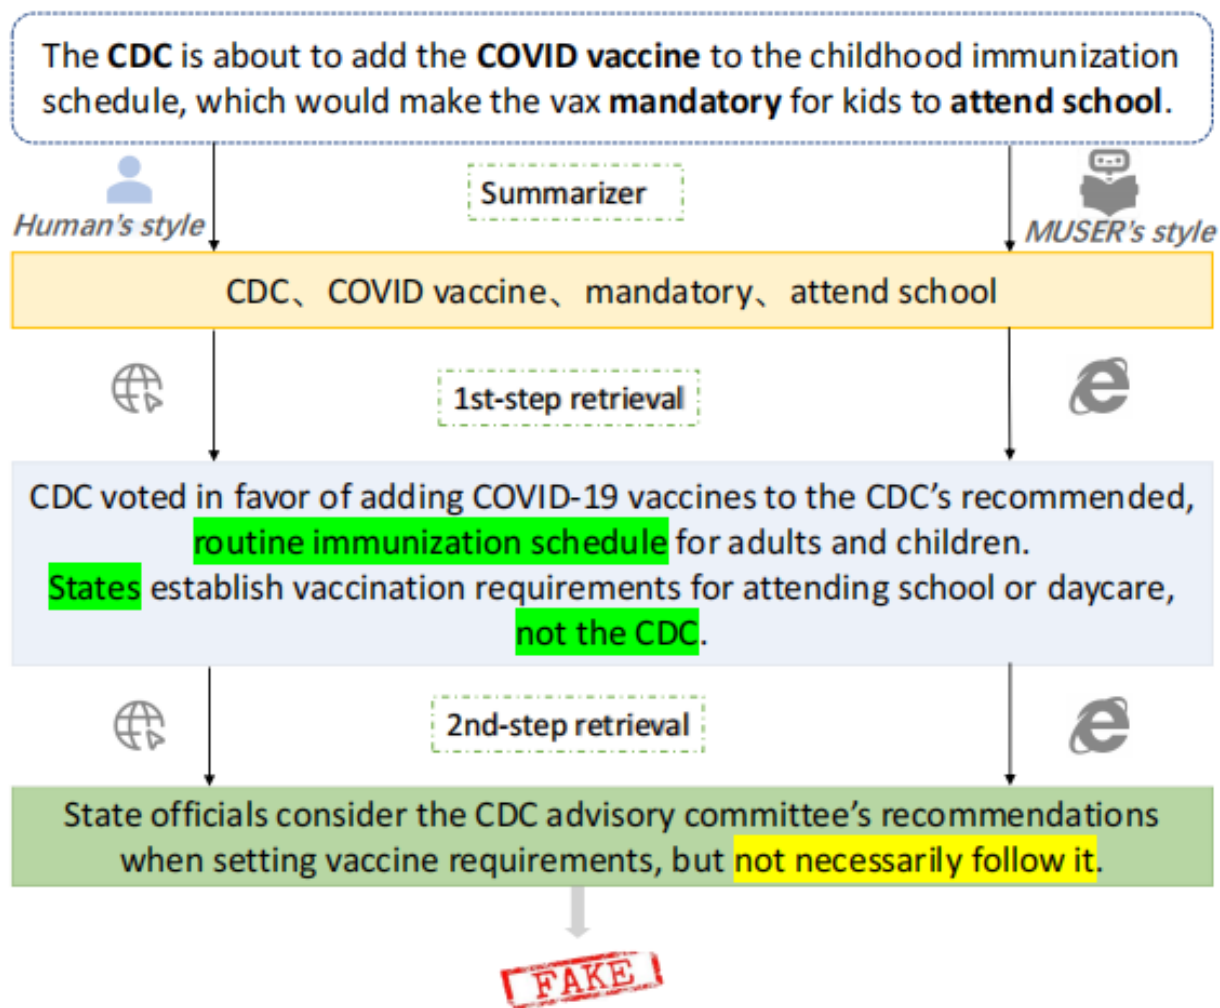 The CDC is about to add the COVID vaccine to the childhood immunization
schedule, which would make the vax mandatory for kids to attend school.
Human's style
Summarizer
MUSER's style
CDC、COVID vaccine、mandatory、attend school
1st-step retrieval
CDC voted in favor of adding COVID-19 vaccines to the CDC's recommended,
routine immunization schedule for adults and children.
States establish vaccination requirements for attending school or daycare,
not the CDC.
2nd-step retrieval
State officials consider the CDC advisory committee's recommendations
when setting vaccine requirements, but not necessarily follow it.
FAKE